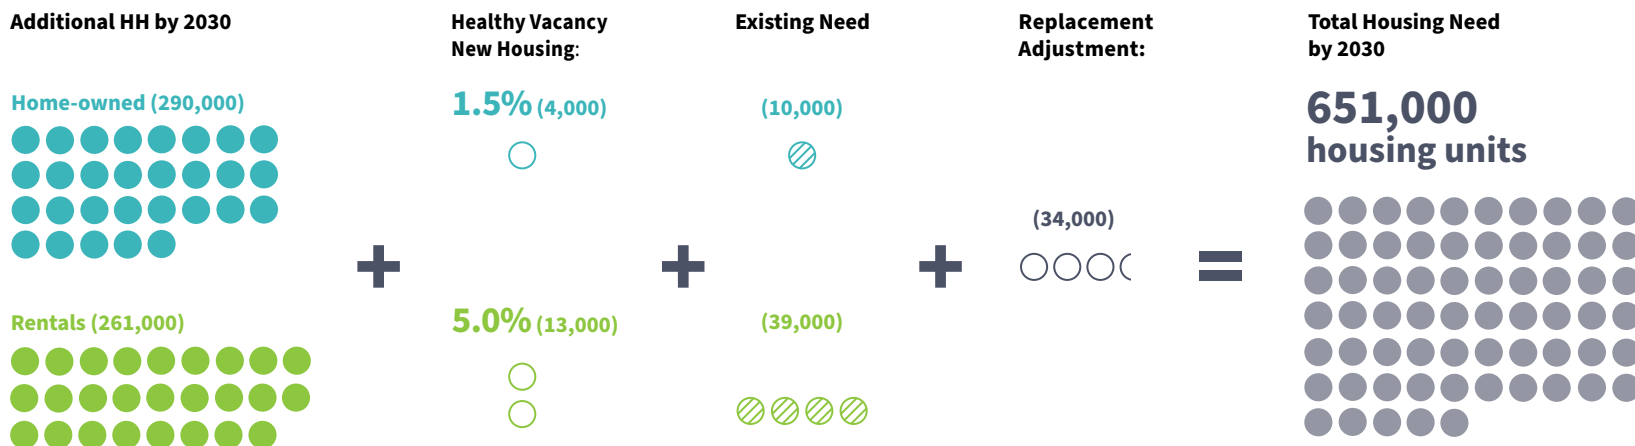 Additional HH by 2030
Healthy Vacancy
New Housing:
Existing Need
Replacement
Adjustment:
Total Housing Need
by 2030
Home-owned (290,000)
1.5% (4,000)
(10,000)
651,000
housing units
(34,000)
+
+
+
=
Rentals (261,000)
5.0% (13,000)
(39,000)